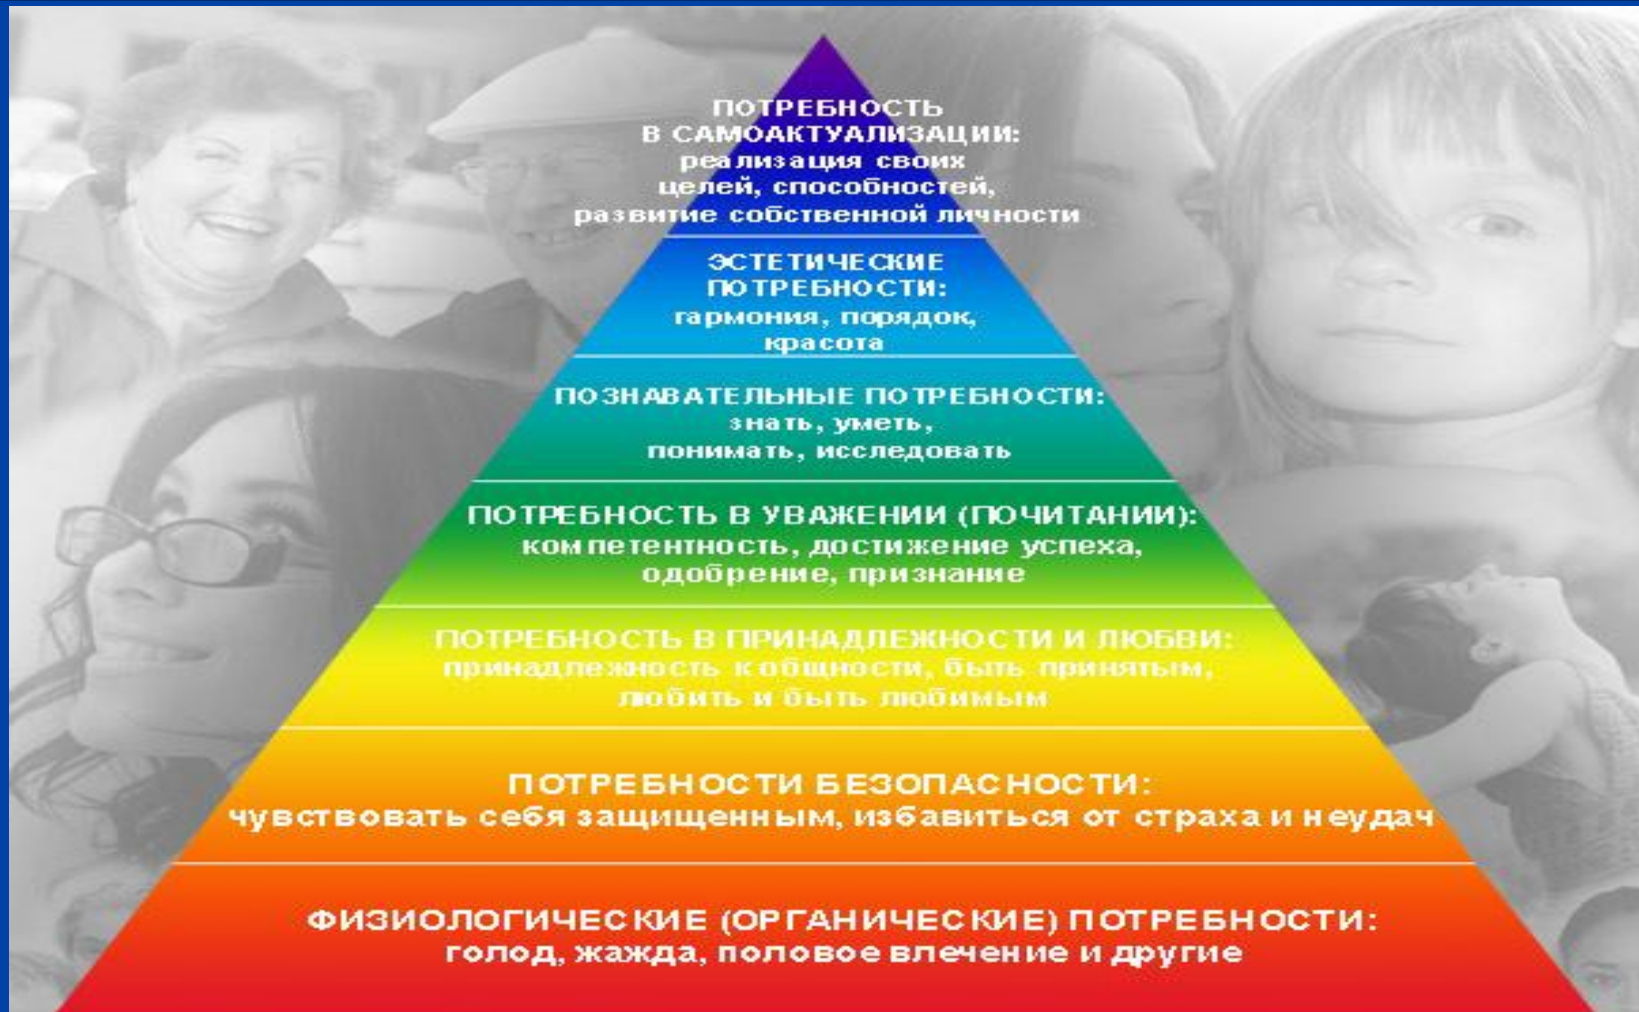 ПОТРЕБНОСТЬ
В САМОАКТУАЛИЗАЦИИ:
реализация своих
целей, способностей,
развитие собственной личности
ЭСТЕТИЧЕСКИЕ
ПОТРЕБНОСТИ:
гармония, порядок,
красота
ПОЗНАВАТЕЛЬНЫЕ ПОТРЕБНОСТИ:
знать, уметь,
понимать, исследовать
ПОТРЕБНОСТЬ В УВАЖЕНИИ (ПОЧИТАНИИ):
компетентность, достижение успеха,
одобрение, признание
ПОТРЕБНОСТЬ В ПРИНАДЛЕЖНОСТИ И ЛЮБВИ:
принадлежность к общности, быть принятым,
любить и быть любимым
ПОТРЕБНОСТИ БЕЗОПАСНОСТИ:
чувствовать себя защищенным, избавиться от страха и неудач
ФИЗИОЛОГИЧЕСКИЕ (ОРГАНИЧЕСКИЕ) ПОТРЕБНОСТИ:
голод, жажда, половое влечение и другие